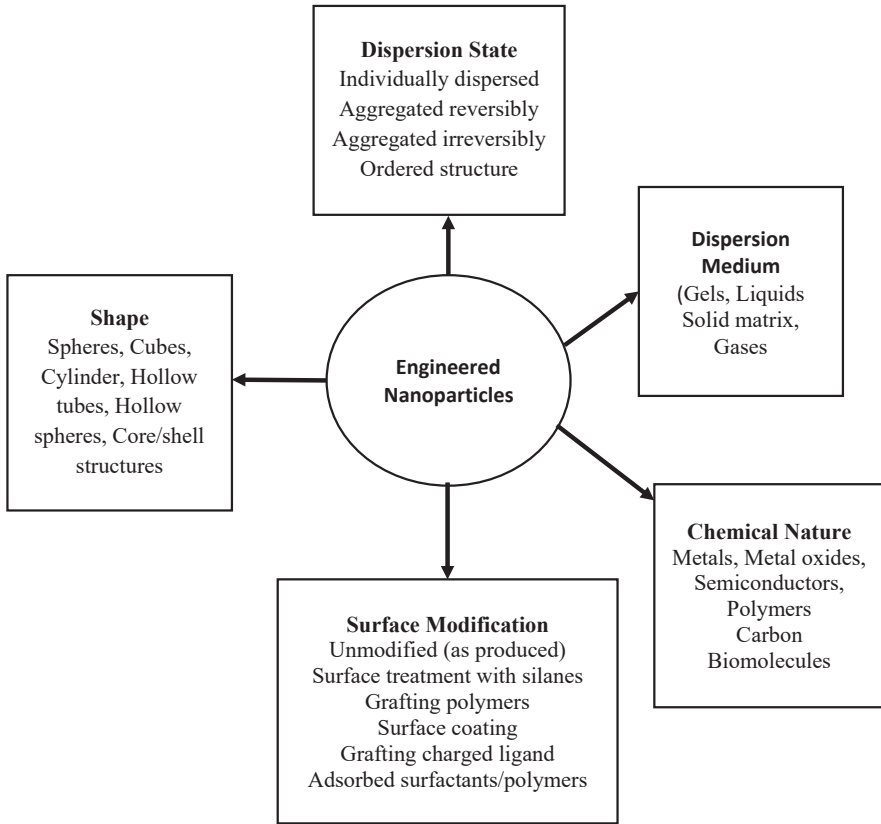 Dispersion State
Individually dispersed
Aggregated reversibly
Aggregated irreversibly
Ordered structure
Dispersion
Medium
(Gels, Liquids
Solid matrix,
Gases
Shape
Spheres, Cubes,
Cylinder, Hollow
tubes, Hollow
spheres, Core/shell
structures
Engineered
Nanoparticles
Chemical Nature
Metals, Metal oxides,
Semiconductors,
Polymers
Carbon
Biomolecules
Surface Modification
Unmodified (as produced)
Surface treatment with silanes
Grafting polymers
Surface coating
Grafting charged ligand
Adsorbed surfactants/polymers